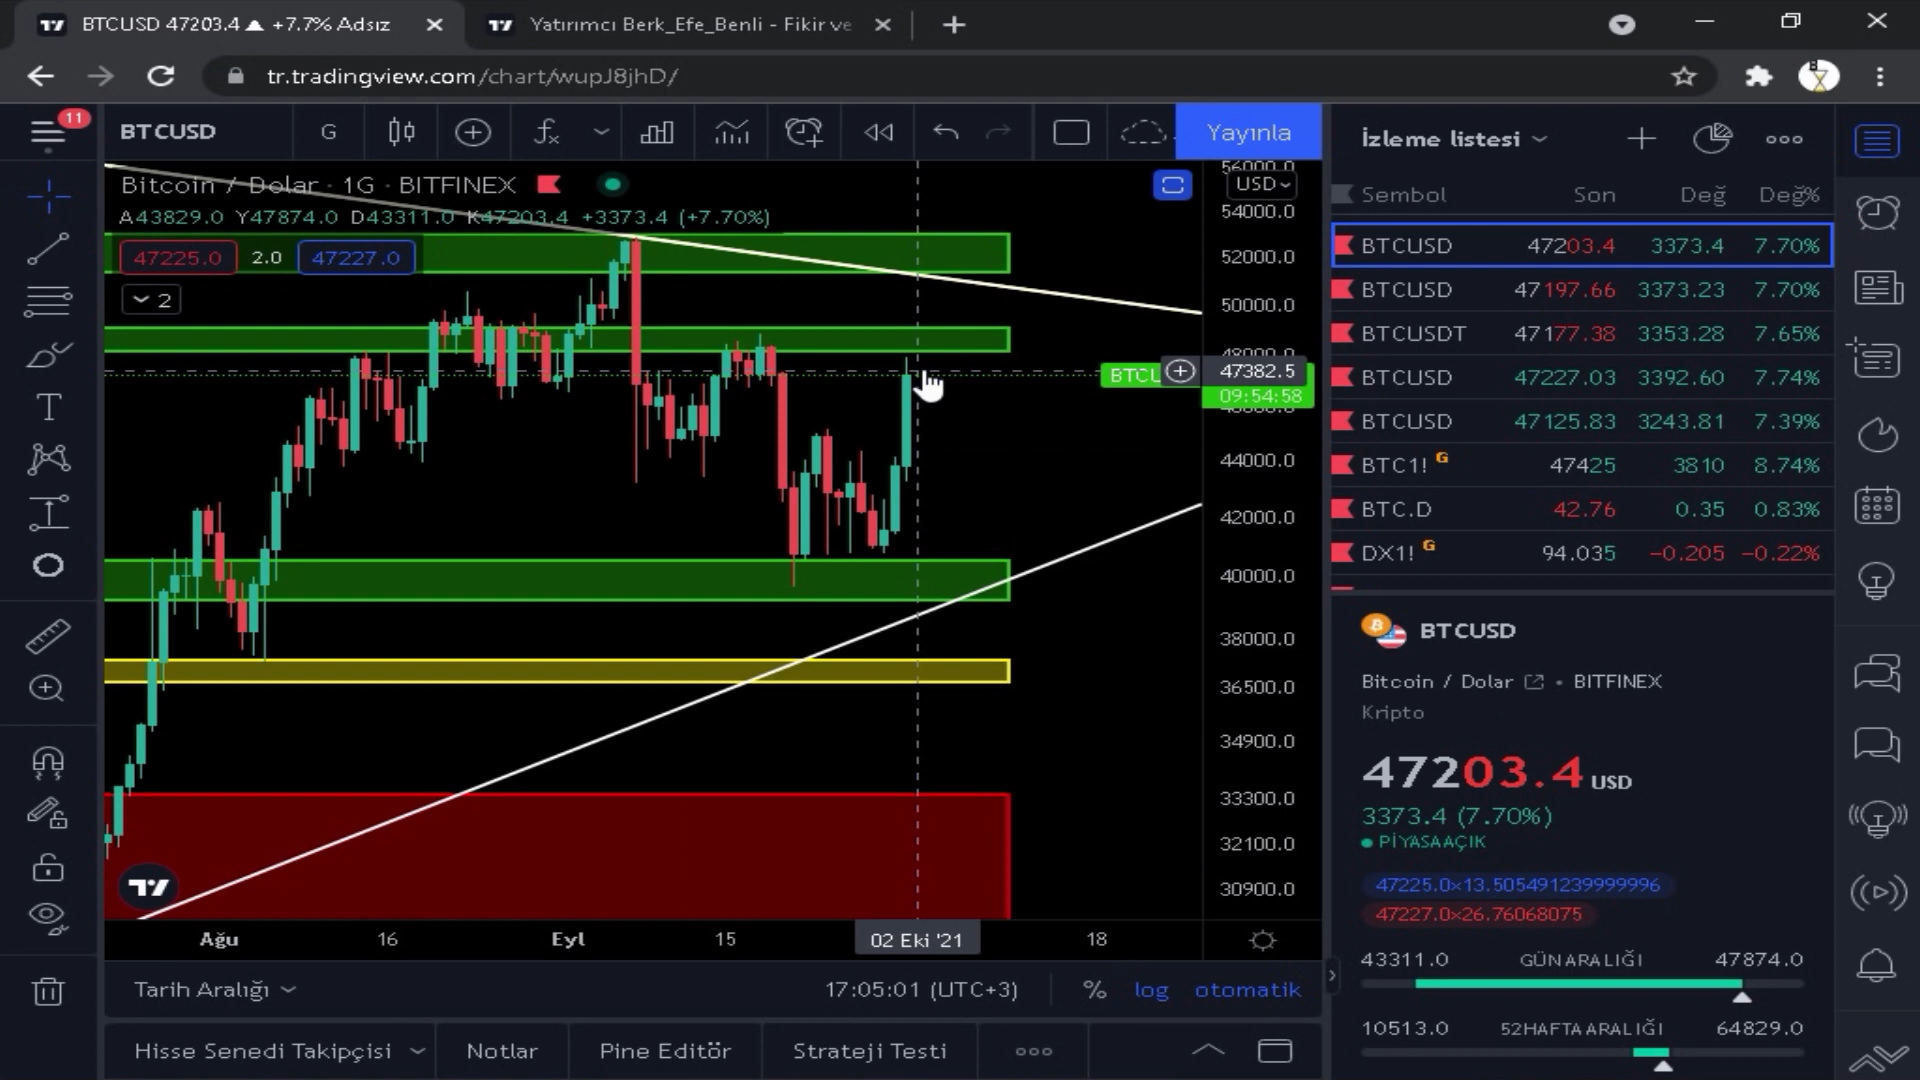 BTCUSD 47203.4 ▲ +7.7% Adsız
Yatırımcı Berk_Efe_Benli - Fikir ve
tr.tradingview.com/chart/wupJ8jhD/
11
BTCUSD
G
Yayınla
İzleme listesi
Bitcoin / Dolar · 1G · BITFINEX
A43829.0 Y47874.0 D43311.0 K47203.4 +3373.4 (+7.70%)
47225.0 2.0 47227.0
2
USD
56000.0
54000.0
52000.0
50000.0
48000.0
BTCU
47382.5
09:54:58
44000.0
42000.0
40000.0
38000.0
36500.0
34900.0
33300.0
32100.0
30900.0
Ağu
16
Eyl
15
02 Eki '21
18
Tarih Aralığı
17:05:01 (UTC+3)
%
log
otomatik
Hisse Senedi Takipçisi
Notlar
Pine Editör
Strateji Testi
Sembol Son Değ Değ%
BTCUSD 47203.4 3373.4 7.70%
BTCUSD 47197.66 3373.23 7.70%
BTCUSDT 47177.38 3353.28 7.65%
BTCUSD 47227.03 3392.60 7.74%
BTCUSD 47125.83 3243.81 7.39%
BTC1! G 47425 3810 8.74%
BTC.D 42.76 0.35 0.83%
DX1! G 94.035 −0.205 −0.22%
BTCUSD
Bitcoin / Dolar • BITFINEX
Kripto
47203.4 USD
3373.4 (7.70%)
PİYASA AÇIK
47225.0×13.505491239999996
47227.0×26.76068075
43311.0 GÜN ARALIĞI 47874.0
10513.0 52HAFTA ARALIĞI 64829.0